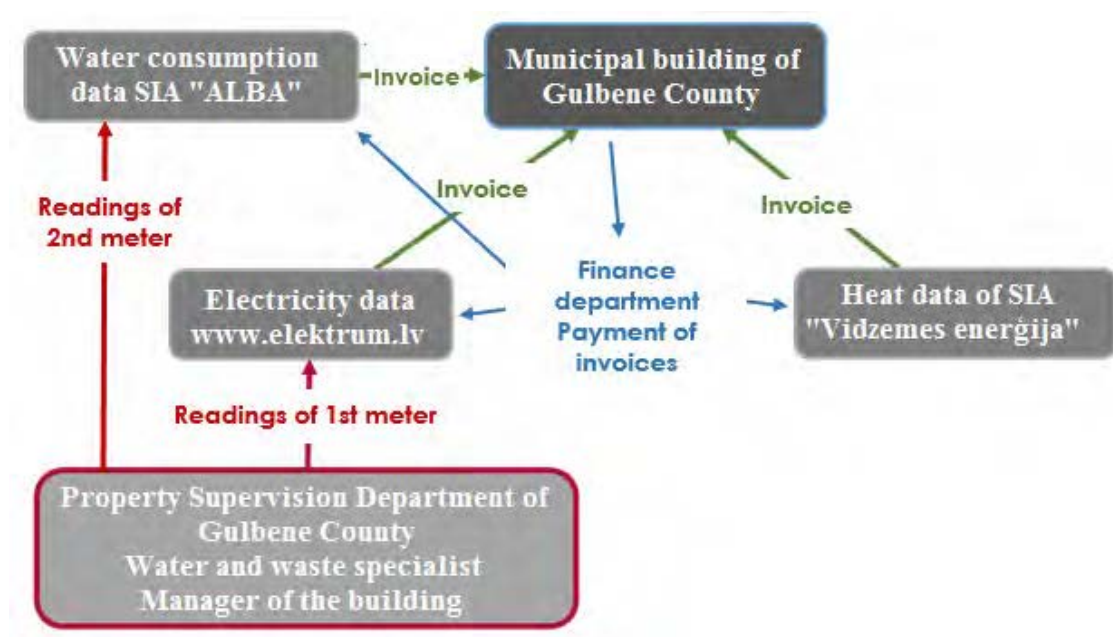 Water consumption
data SIA "ALBA"
Invoice
Municipal building of
Gulbene County
Readings of
2nd meter
Invoice
Invoice
Electricity data
www.elektrum.lv
Finance
department
Payment of
invoices
Heat data of SIA
"Vidzemes enerģija"
Readings of 1st meter
Property Supervision Department of
Gulbene County
Water and waste specialist
Manager of the building